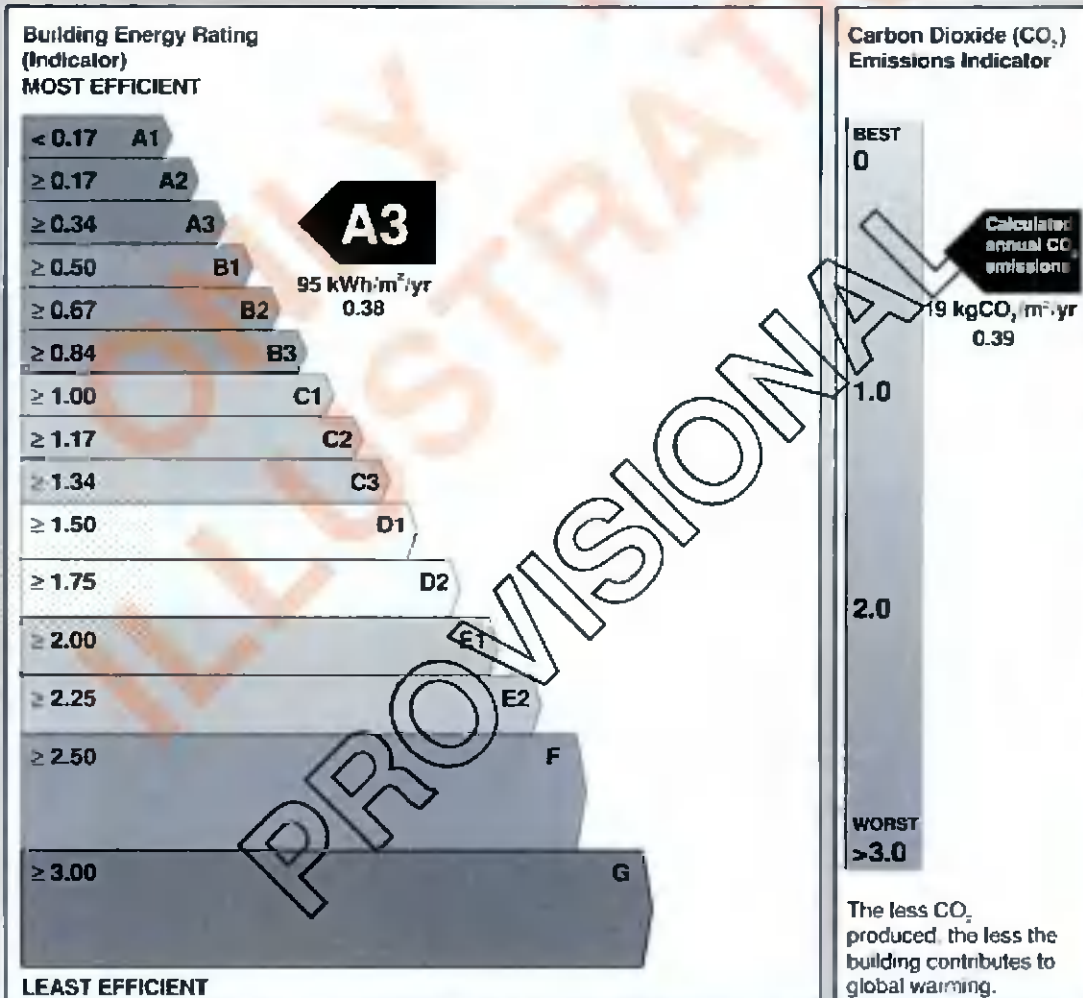 Building Energy Rating
(Indicator)
MOST EFFICIENT
< 0.17 A1
≥ 0.17 A2
≥ 0.34 A3
≥ 0.50 B1
≥ 0.67 B2
≥ 0.84 B3
≥ 1.00 C1
≥ 1.17 C2
≥ 1.34 C3
≥ 1.50 D1
≥ 1.75 D2
≥ 2.00 E1
≥ 2.25 E2
≥ 2.50 F
≥ 3.00 G
LEAST EFFICIENT
A3
95 kWh/m²/yr
0.38
Carbon Dioxide (CO₂)
Emissions Indicator
BEST
0
1.0
2.0
WORST
>3.0
Calculated
annual CO₂
emissions
19 kgCO₂/m²/yr
0.39
The less CO₂
produced, the less the
building contributes to
global warming.
PROVISIONAL
ONLY